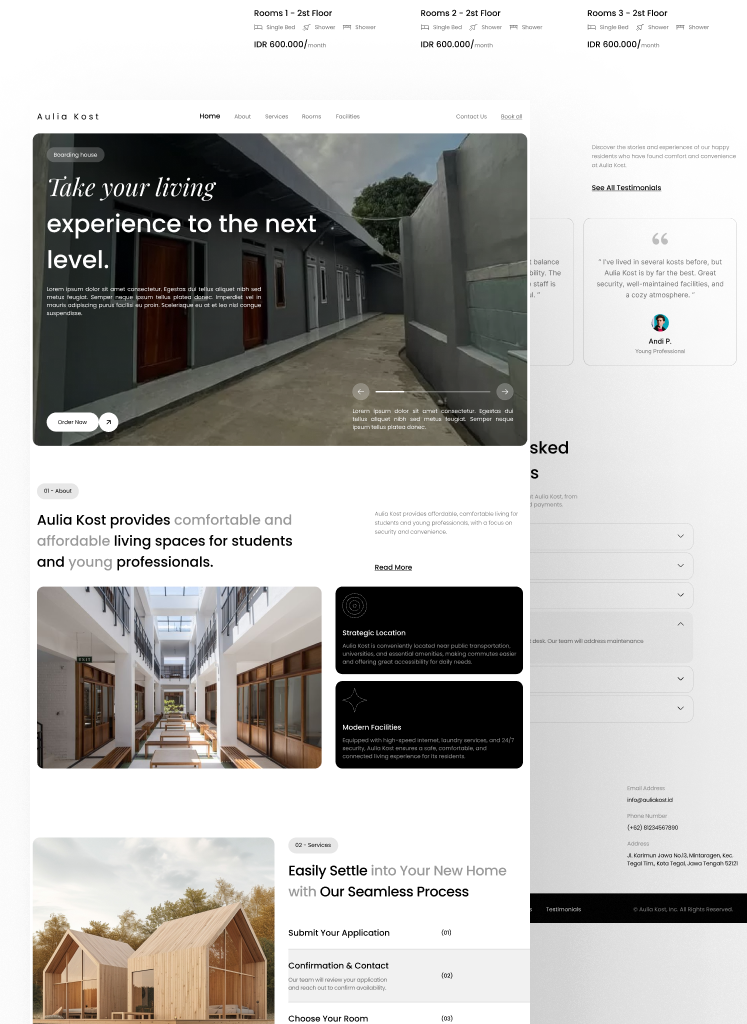 Rooms 1 - 2st Floor
Single Bed Shower Shower
IDR 600.000/month
Rooms 2 - 2st Floor
Single Bed Shower Shower
IDR 600.000/month
Rooms 3 - 2st Floor
Single Bed Shower Shower
IDR 600.000/month
Aulia Kost
Home About Services Rooms Facilities
Contact Us Book all
Boarding house
Take your living
experience to the next
level.
Lorem ipsum dolor sit amet consectetur. Egestas dui tellus aliquet nibh sed
metus feugiat. Semper neque ipsum tellus platea donec. Imperdiet vel in
mauris adipiscing purus facilisi eu proin. Scelerisque eu at et leo nisl congue
suspendisse.
Order Now
Lorem ipsum dolor sit amet consectetur. Egestas dui
tellus aliquet nibh sed metus feugiat. Semper neque
ipsum tellus platea donec.
01 - About
Aulia Kost provides comfortable and
affordable living spaces for students
and young professionals.
Aulia Kost provides affordable, comfortable living for
students and young professionals, with a focus on
security and convenience.
Read More
EXIT
Strategic Location
Aulia Kost is conveniently located near public transportation,
universities, and essential amenities, making commutes easier
and offering great accessibility for daily needs.
Modern Facilities
Equipped with high-speed internet, laundry services, and 24/7
security, Aulia Kost ensures a safe, comfortable, and
connected living experience for its residents.
02 - Services
Easily Settle into Your New Home
with Our Seamless Process
Submit Your Application (01)
Confirmation & Contact
Our team will review your application
and reach out to confirm availability.
(02)
Choose Your Room (03)
Discover the stories and experiences of our happy
residents who have found comfort and convenience
at Aulia Kost.
See All Testimonials
balance
bility. The
staff is
l. "
" I've lived in several kosts before, but
Aulia Kost is by far the best. Great
security, well-maintained facilities, and
a cozy atmosphere. "
Andi P.
Young Professional
sked
s
t Aulia Kost, from
d payments.
desk. Our team will address maintenance
Email Address
info@auliakost.id
Phone Number
(+62) 81234567890
Address
Jl. Karimun Jawa No.13, Mintaragen, Kec.
Tegal Tim., Kota Tegal, Jawa Tengah 52121
s Testimonials
© Aulia Kost, Inc. All Rights Reserved.